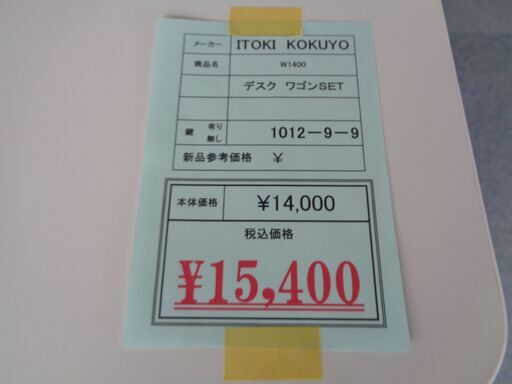 メーカー ITOKI KOKUYO
商品名 W1400
デスク ワゴンSET
鍵 有り 無し 1012-9-9
新品参考価格 ¥
本体価格 ¥14,000
税込価格
¥15,400